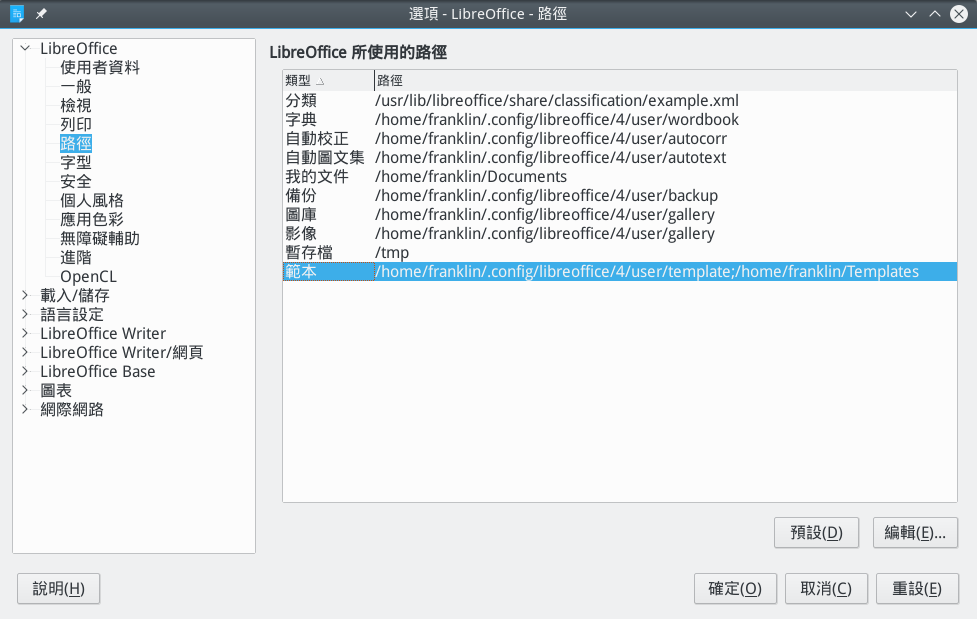 選項 - LibreOffice - 路徑
LibreOffice
使用者資料
一般
檢視
列印
路徑
字型
安全
個人風格
應用色彩
無障礙輔助
進階
OpenCL
載入/儲存
語言設定
LibreOffice Writer
LibreOffice Writer/網頁
LibreOffice Base
圖表
網際網路
LibreOffice 所使用的路徑
類型 路徑
分類 /usr/lib/libreoffice/share/classification/example.xml
字典 /home/franklin/.config/libreoffice/4/user/wordbook
自動校正 /home/franklin/.config/libreoffice/4/user/autocorr
自動圖文集 /home/franklin/.config/libreoffice/4/user/autotext
我的文件 /home/franklin/Documents
備份 /home/franklin/.config/libreoffice/4/user/backup
圖庫 /home/franklin/.config/libreoffice/4/user/gallery
影像 /home/franklin/.config/libreoffice/4/user/gallery
暫存檔 /tmp
範本 /home/franklin/.config/libreoffice/4/user/template;/home/franklin/Templates
預設(D) 編輯(E)...
說明(H) 確定(O) 取消(C) 重設(E)